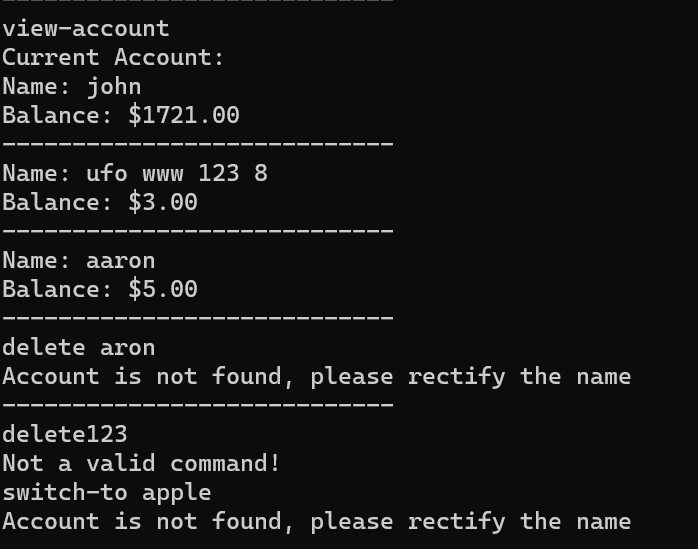 ----------------------------
view-account
Current Account:
Name: john
Balance: $1721.00
----------------------------
Name: ufo www 123 8
Balance: $3.00
----------------------------
Name: aaron
Balance: $5.00
----------------------------
delete aron
Account is not found, please rectify the name
----------------------------
delete123
Not a valid command!
switch-to apple
Account is not found, please rectify the name